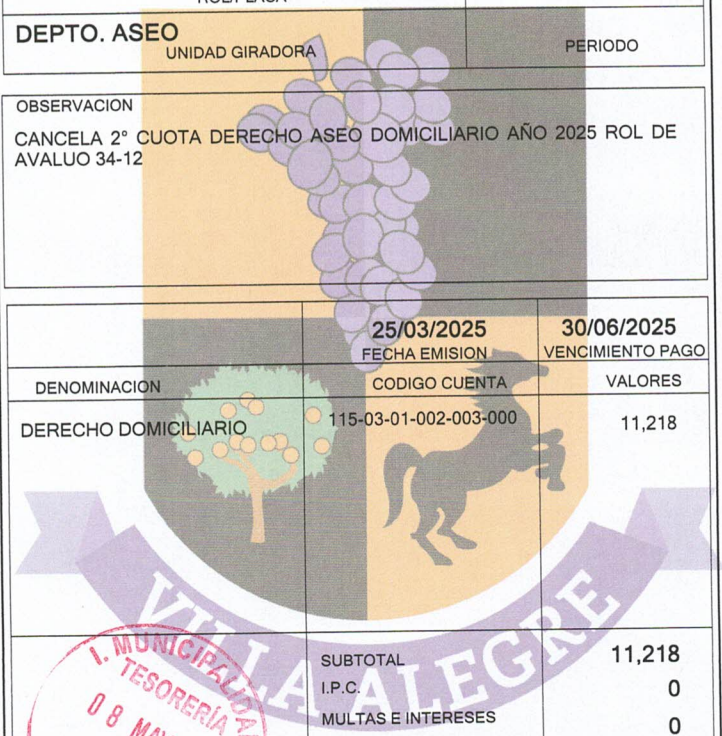 DEPTO. ASEO
UNIDAD GIRADORA
PERIODO
OBSERVACION
CANCELA 2° CUOTA DERECHO ASEO DOMICILIARIO AÑO 2025 ROL DE
AVALUO 34-12
25/03/2025 30/06/2025
FECHA EMISION VENCIMIENTO PAGO
DENOMINACION CODIGO CUENTA VALORES
DERECHO DOMICILIARIO 115-03-01-002-003-000 11,218
VILLA ALEGRE
SUBTOTAL 11,218
I.P.C. 0
MULTAS E INTERESES 0
I. MUNICIPALIDA
TESORERÍA
08